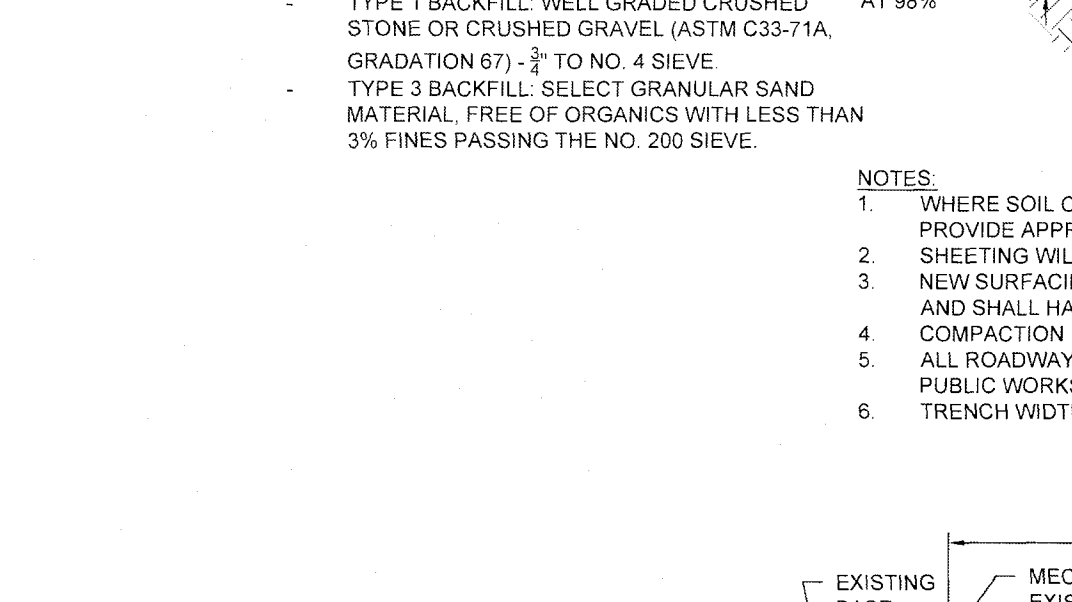 - TYPE 1 BACKFILL: WELL GRADED CRUSHED
STONE OR CRUSHED GRAVEL (ASTM C33-71A,
GRADATION 67) - 3/4" TO NO. 4 SIEVE.
- TYPE 3 BACKFILL: SELECT GRANULAR SAND
MATERIAL, FREE OF ORGANICS WITH LESS THAN
3% FINES PASSING THE NO. 200 SIEVE.
AT 98%
NOTES:
1. WHERE SOIL
PROVIDE
2. SHEETING
3. NEW
AND SHALL
4. COMPACTION
5. ALL ROADWAY
PUBLIC
6. TRENCH
EXISTING